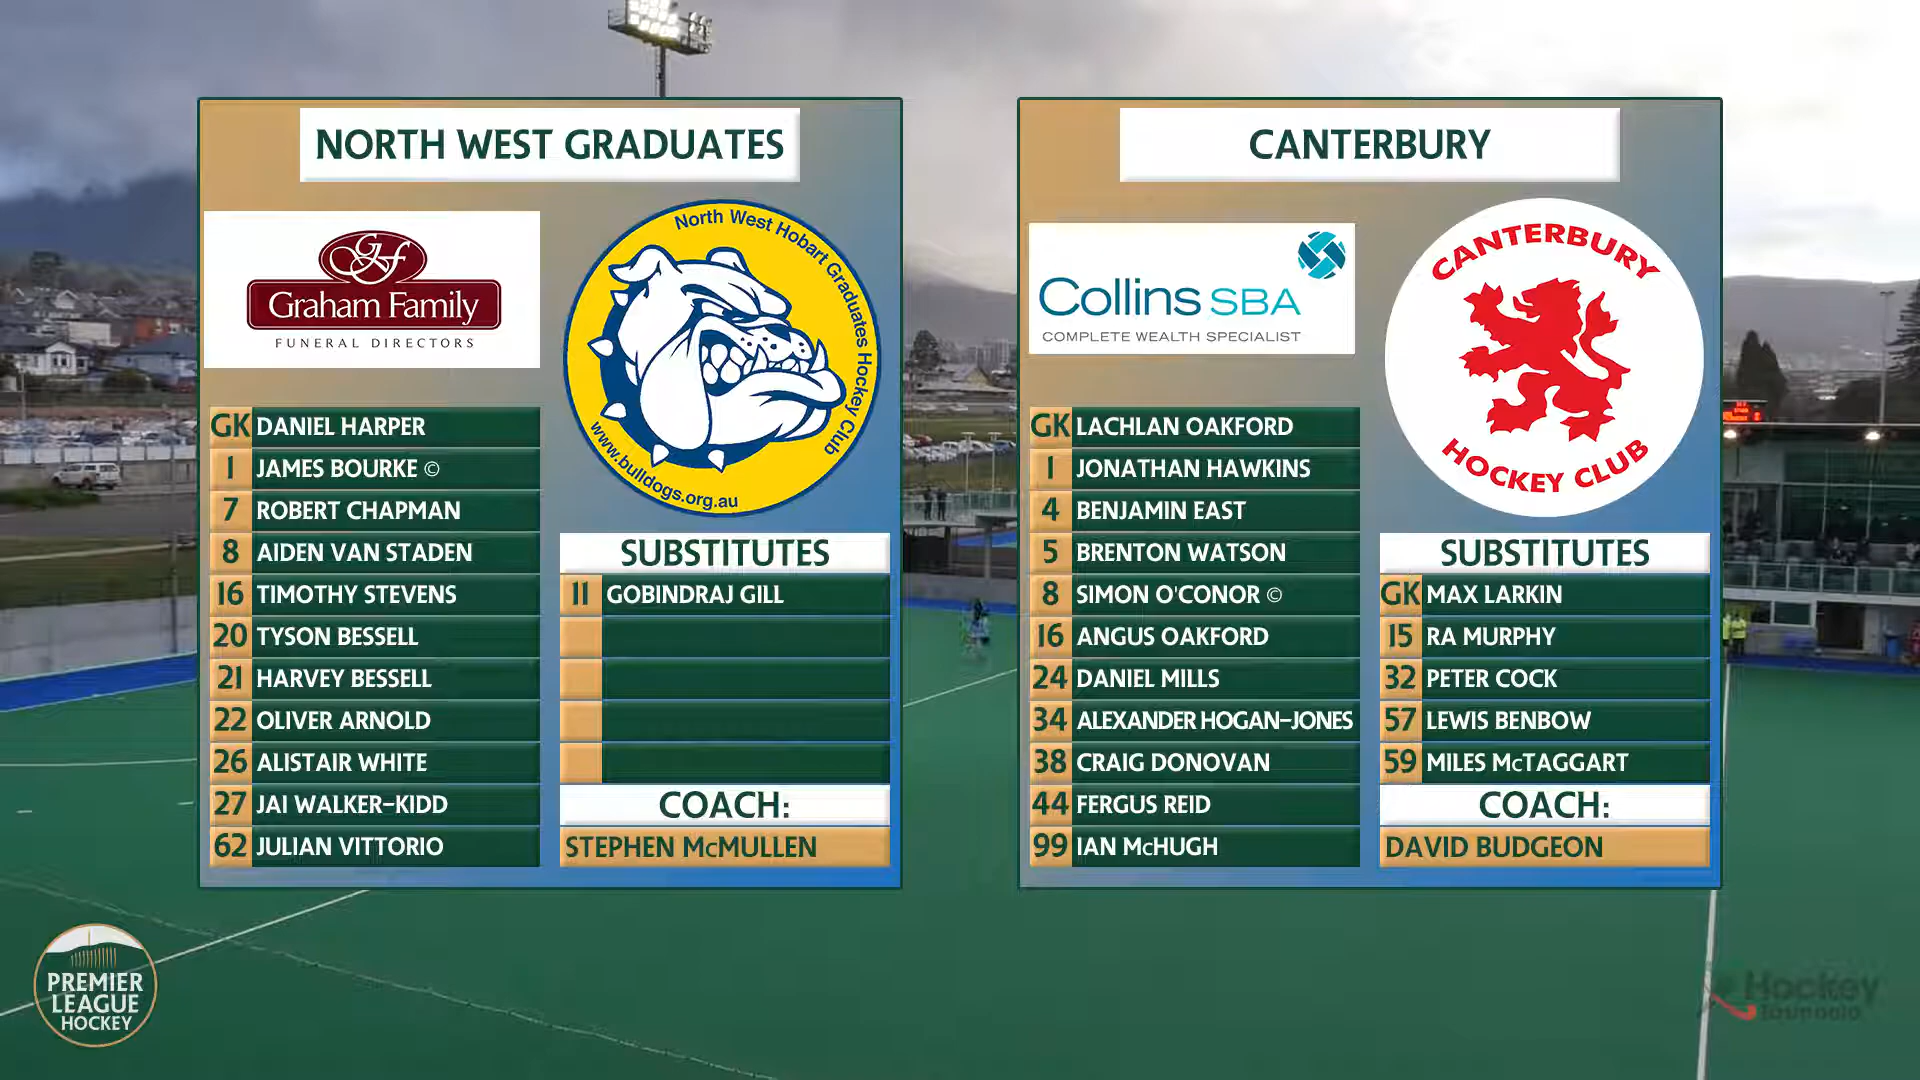 NORTH WEST GRADUATES
Graham Family
FUNERAL DIRECTORS
North West Hobart Graduates Hockey Club
www.bulldogs.org.au
GK DANIEL HARPER
1 JAMES BOURKE ©
7 ROBERT CHAPMAN
8 AIDEN VAN STADEN
16 TIMOTHY STEVENS
20 TYSON BESSELL
21 HARVEY BESSELL
22 OLIVER ARNOLD
26 ALISTAIR WHITE
27 JAI WALKER-KIDD
62 JULIAN VITTORIO
SUBSTITUTES
11 GOBINDRAJ GILL
COACH:
STEPHEN McMULLEN
CANTERBURY
Collins SBA
COMPLETE WEALTH SPECIALIST
CANTERBURY
HOCKEY CLUB
GK LACHLAN OAKFORD
1 JONATHAN HAWKINS
4 BENJAMIN EAST
5 BRENTON WATSON
8 SIMON O'CONOR ©
16 ANGUS OAKFORD
24 DANIEL MILLS
34 ALEXANDER HOGAN-JONES
38 CRAIG DONOVAN
44 FERGUS REID
99 IAN McHUGH
SUBSTITUTES
GK MAX LARKIN
15 RA MURPHY
32 PETER COCK
57 LEWIS BENBOW
59 MILES McTAGGART
COACH:
DAVID BUDGEON
PREMIER
LEAGUE
HOCKEY
Hockey